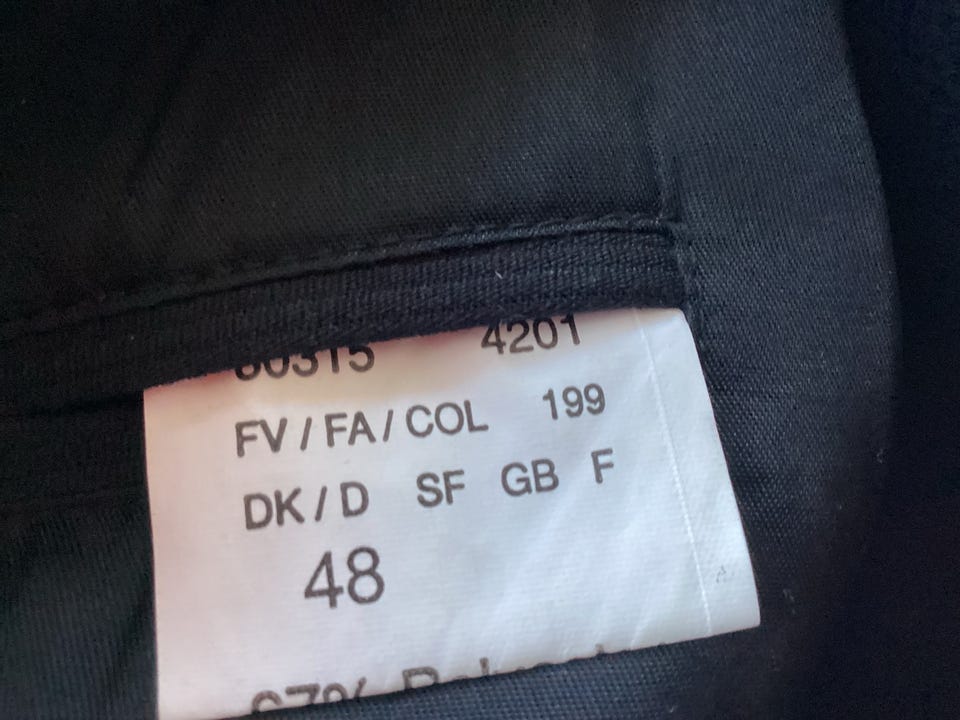 4201
FV / FA / COL 199
DK / D SF GB F
48